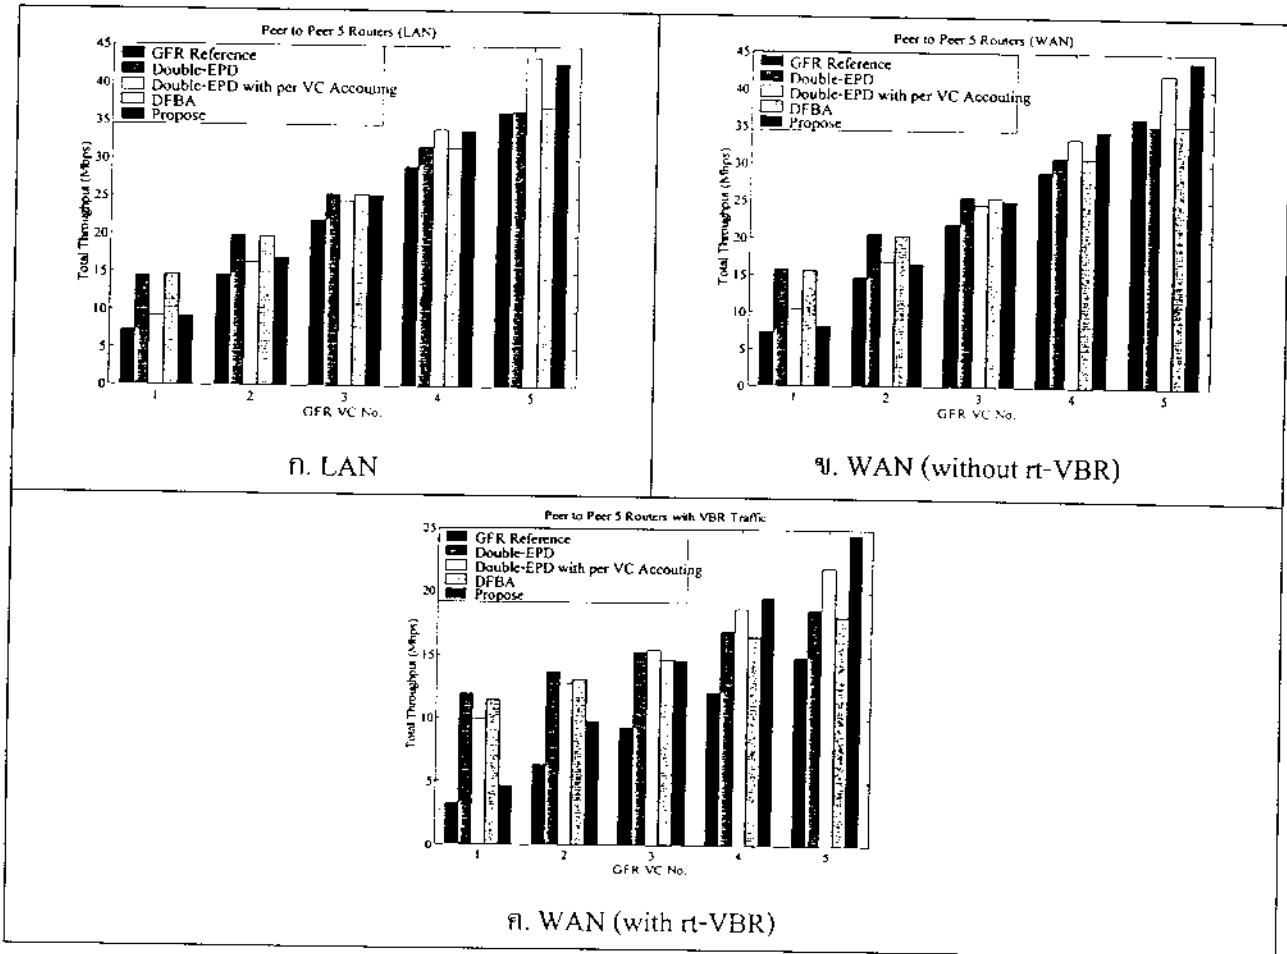 Peer to Peer 5 Routers (LAN)
45
40
35
30
25
20
15
10
5
0
Total Throughput (Mbps)
GFR Reference
Double-EPD
Double-EPD with per VC Accouting
DFBA
Propose
1 2 3 4 5
GFR VC No.
ก. LAN
Peer to Peer 5 Routers (WAN)
45
40
35
30
25
20
15
10
5
0
Total Throughput (Mbps)
GFR Reference
Double-EPD
Double-EPD with per VC Accouting
DFBA
Propose
1 2 3 4 5
GFR VC No.
ข. WAN (without rt-VBR)
Peer to Peer 5 Routers with VBR Traffic
25
20
15
10
5
0
Total Throughput (Mbps)
GFR Reference
Double-EPD
Double-EPD with per VC Accouting
DFBA
Propose
1 2 3 4 5
GFR VC No.
ค. WAN (with rt-VBR)